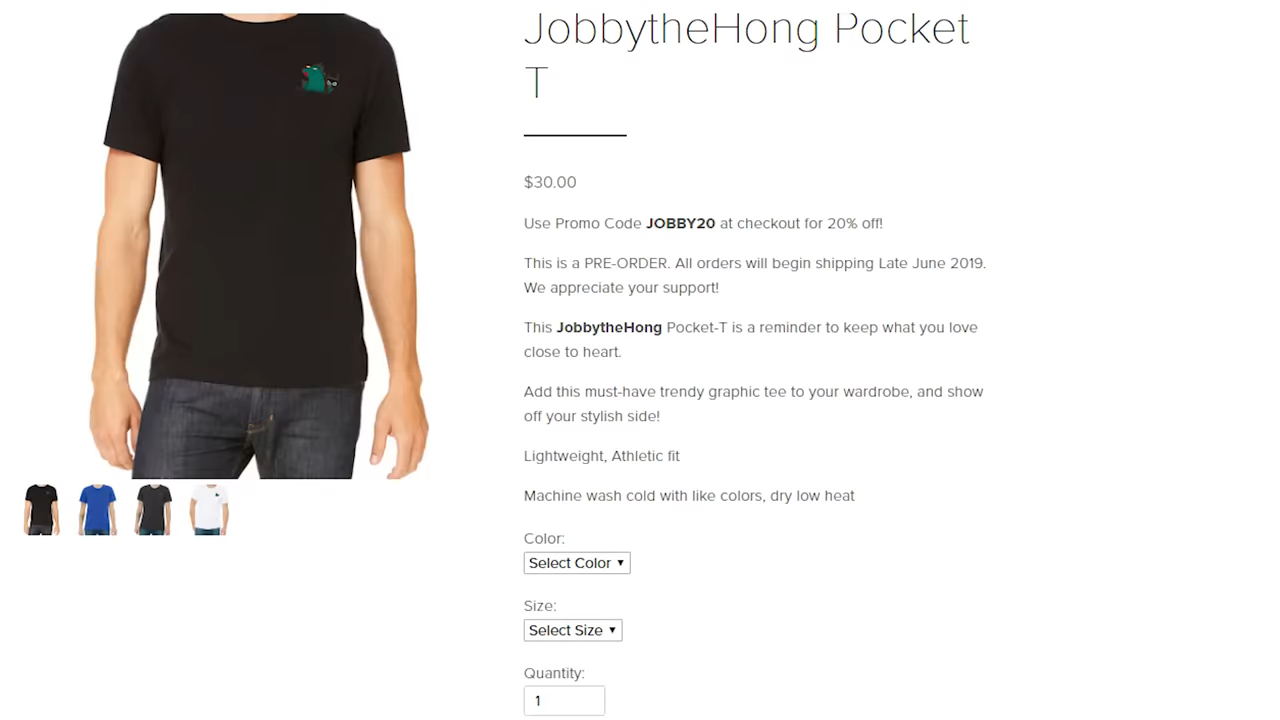 JobbytheHong Pocket
T
$30.00
Use Promo Code JOBBY20 at checkout for 20% off!
This is a PRE-ORDER. All orders will begin shipping Late June 2019.
We appreciate your support!
This JobbytheHong Pocket-T is a reminder to keep what you love
close to heart.
Add this must-have trendy graphic tee to your wardrobe, and show
off your stylish side!
Lightweight, Athletic fit
Machine wash cold with like colors, dry low heat
Color:
Select Color
Size:
Select Size
Quantity:
1